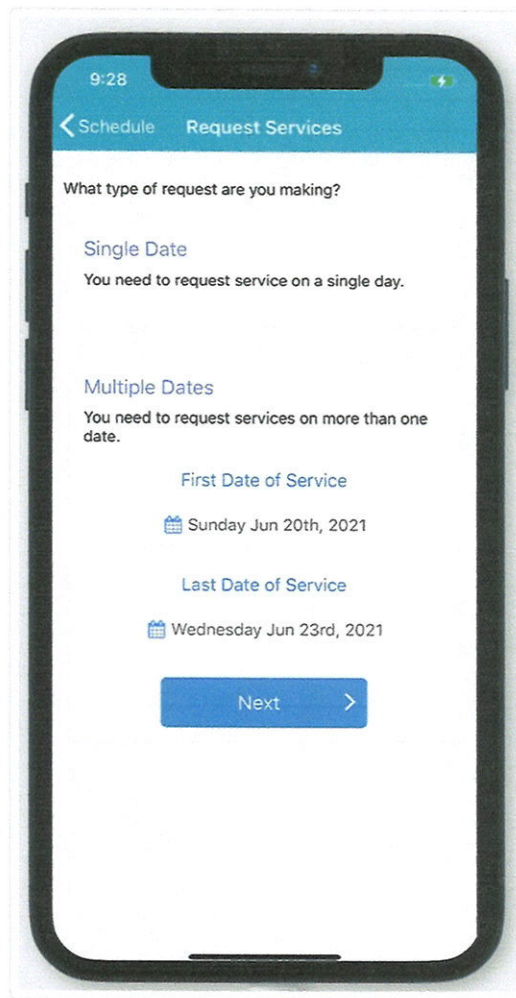 9:28
Schedule Request Services
What type of request are you making?
Single Date
You need to request service on a single day.
Multiple Dates
You need to request services on more than one
date.
First Date of Service
Sunday Jun 20th, 2021
Last Date of Service
Wednesday Jun 23rd, 2021
Next